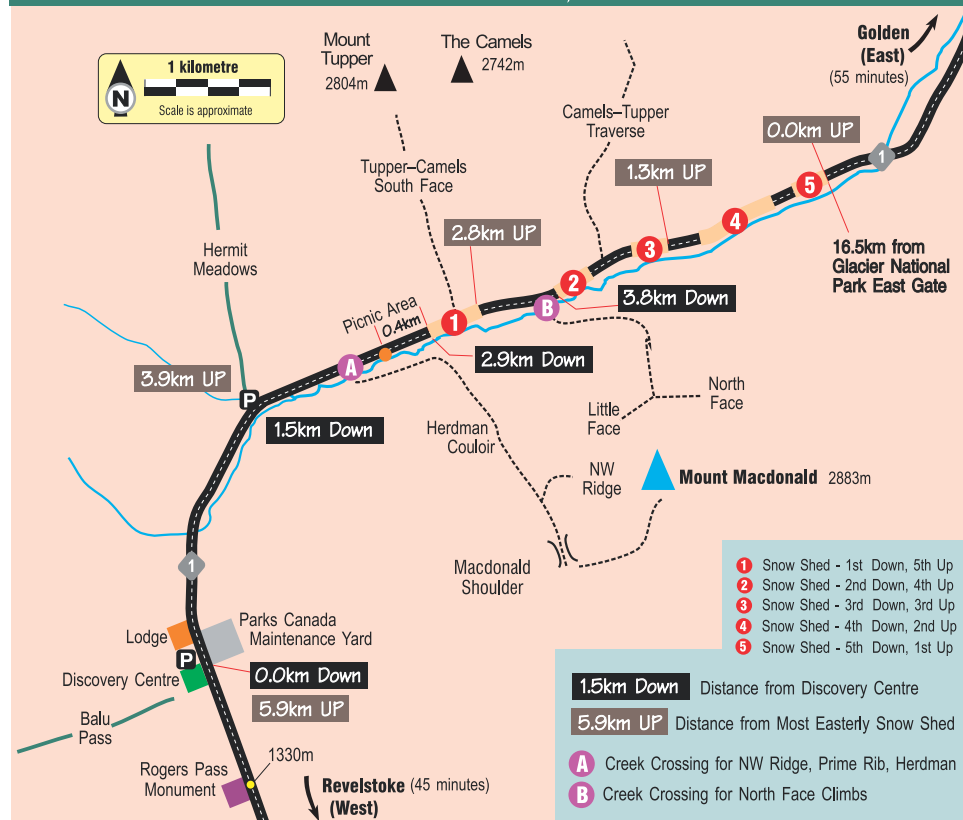 1 kilometre
N
Scale is approximate
Mount
Tupper
2804m
The Camels
2742m
Golden
(East)
(55 minutes)
Camels–Tupper
Traverse
0.0km UP
1
Tupper–Camels
South Face
1.3km UP
5
4
Hermit
Meadows
2.8km UP
3
16.5km from
Glacier National
Park East Gate
2
3.8km Down
B
Picnic Area
0.4km
1
2.9km Down
A
3.9km UP
P
1.5km Down
North
Face
Little
Face
Herdman
Couloir
NW
Ridge
Mount Macdonald 2883m
Macdonald
Shoulder
1
Lodge
Parks Canada
Maintenance Yard
P
Discovery Centre
0.0km Down
5.9km UP
Balu
Pass
1330m
Rogers Pass
Monument
Revelstoke (45 minutes)
(West)
1 Snow Shed - 1st Down, 5th Up
2 Snow Shed - 2nd Down, 4th Up
3 Snow Shed - 3rd Down, 3rd Up
4 Snow Shed - 4th Down, 2nd Up
5 Snow Shed - 5th Down, 1st Up
1.5km Down Distance from Discovery Centre
5.9km UP Distance from Most Easterly Snow Shed
A Creek Crossing for NW Ridge, Prime Rib, Herdman
B Creek Crossing for North Face Climbs